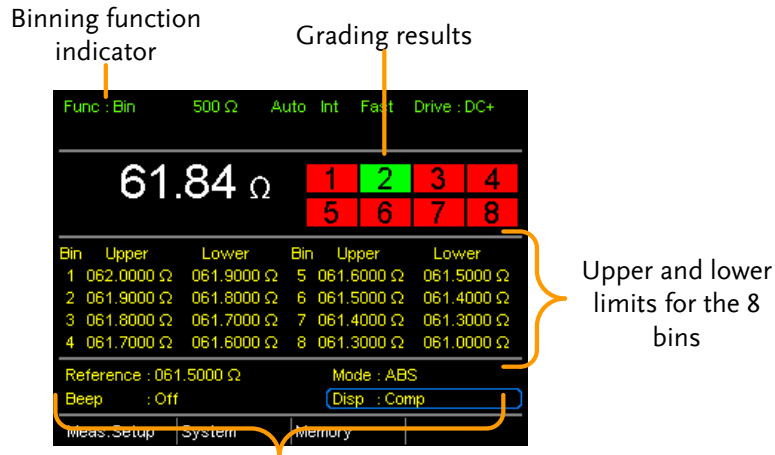 Binning function
indicator
Grading results
Func : Bin 500 Ω Auto Int Fast Drive : DC+
61.84 Ω
1 2 3 4
5 6 7 8
Bin Upper Lower Bin Upper Lower
1 062.0000 Ω 061.9000 Ω 5 061.6000 Ω 061.5000 Ω
2 061.9000 Ω 061.8000 Ω 6 061.5000 Ω 061.4000 Ω
3 061.8000 Ω 061.7000 Ω 7 061.4000 Ω 061.3000 Ω
4 061.7000 Ω 061.6000 Ω 8 061.3000 Ω 061.0000 Ω
Upper and lower
limits for the 8
bins
Reference : 061.5000 Ω Mode : ABS
Beep : Off Disp : Comp
Meas.Setup System Memory